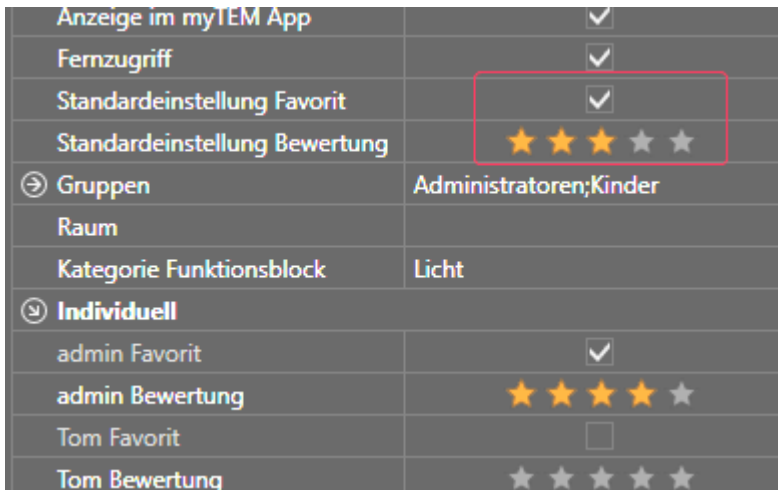 Anzeige im myTEM App
Fernzugriff
Standardeinstellung Favorit
Standardeinstellung Bewertung
Gruppen Administratoren;Kinder
Raum
Kategorie Funktionsblock Licht
Individuell
admin Favorit
admin Bewertung
Tom Favorit
Tom Bewertung